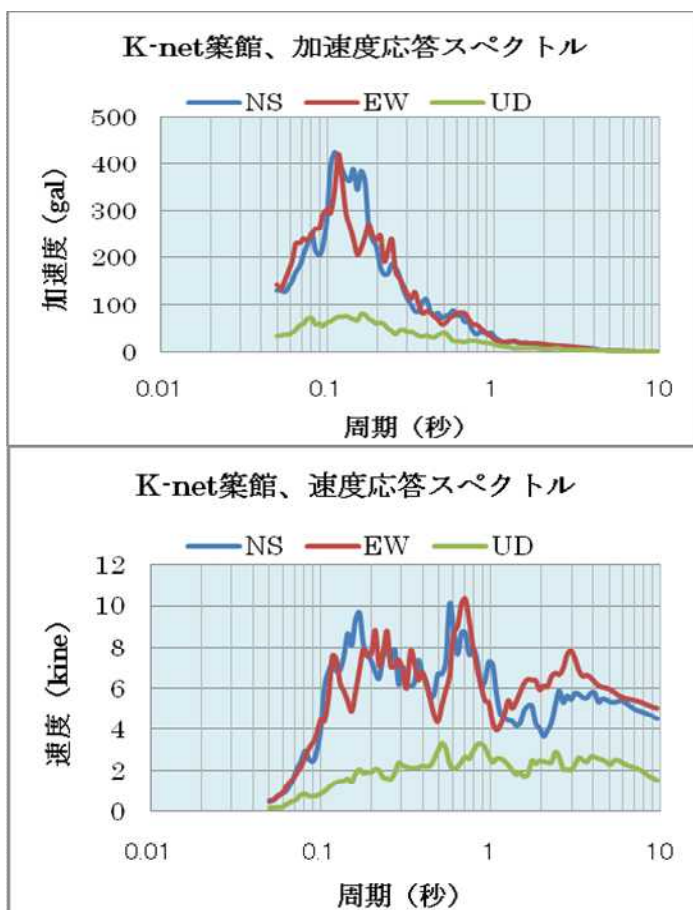 K-net築館、加速度応答スペクトル
NS EW UD
500
400
300
200
100
0
加速度（gal）
0.01 0.1 1 10
周期（秒）
K-net築館、速度応答スペクトル
NS EW UD
12
10
8
6
4
2
0
速度（kine）
0.01 0.1 1 10
周期（秒）